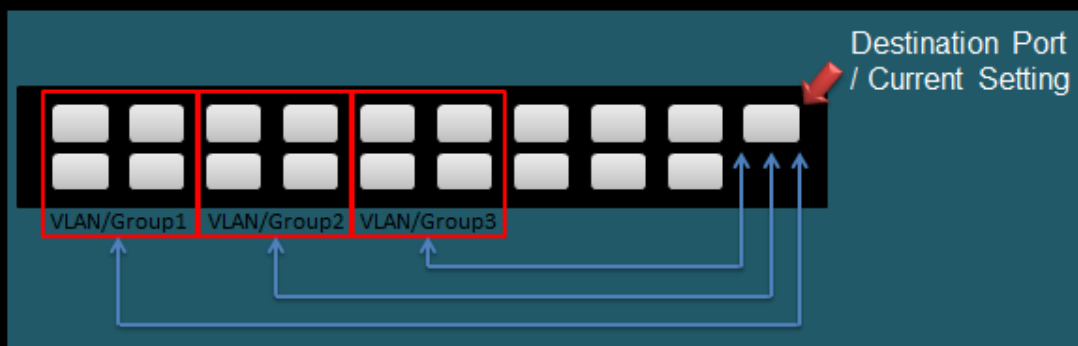 Destination Port
/ Current Setting
VLAN/Group1 VLAN/Group2 VLAN/Group3